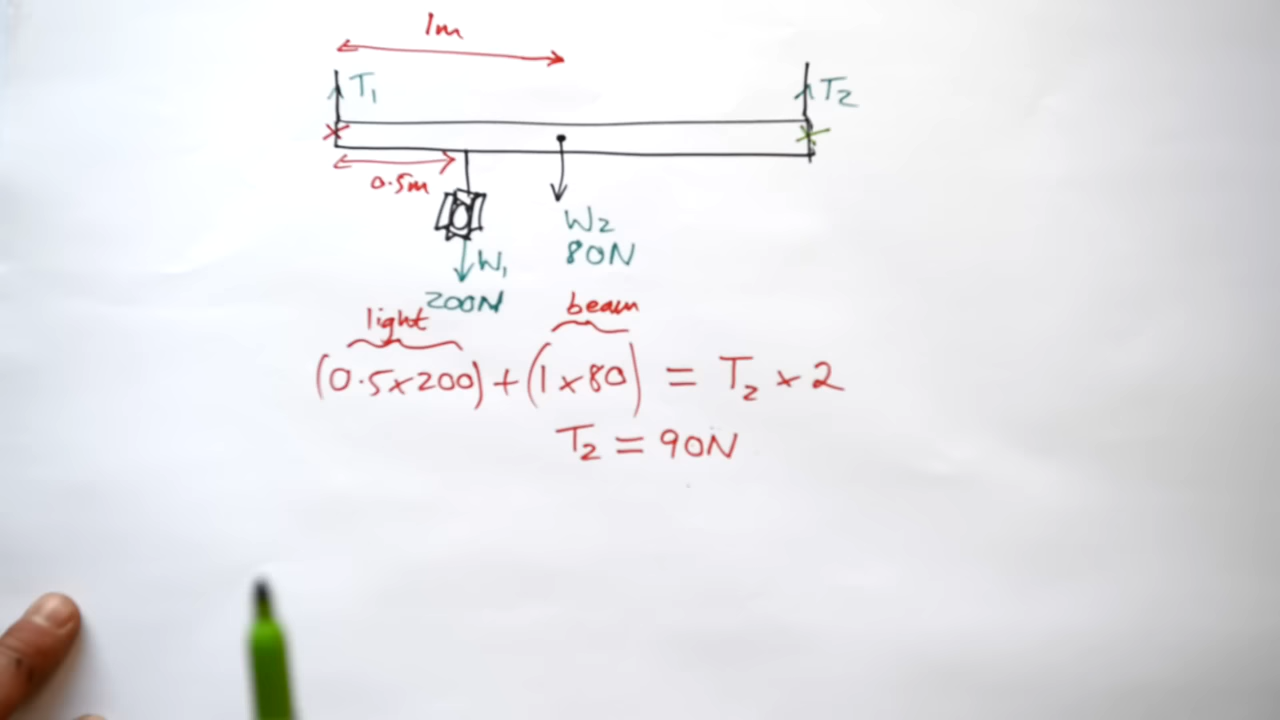 1m
T₁ T₂
0.5m
W₂
80N
W₁
200N
light beam
(0.5×200) + (1×80) = T₂ × 2
T₂ = 90N